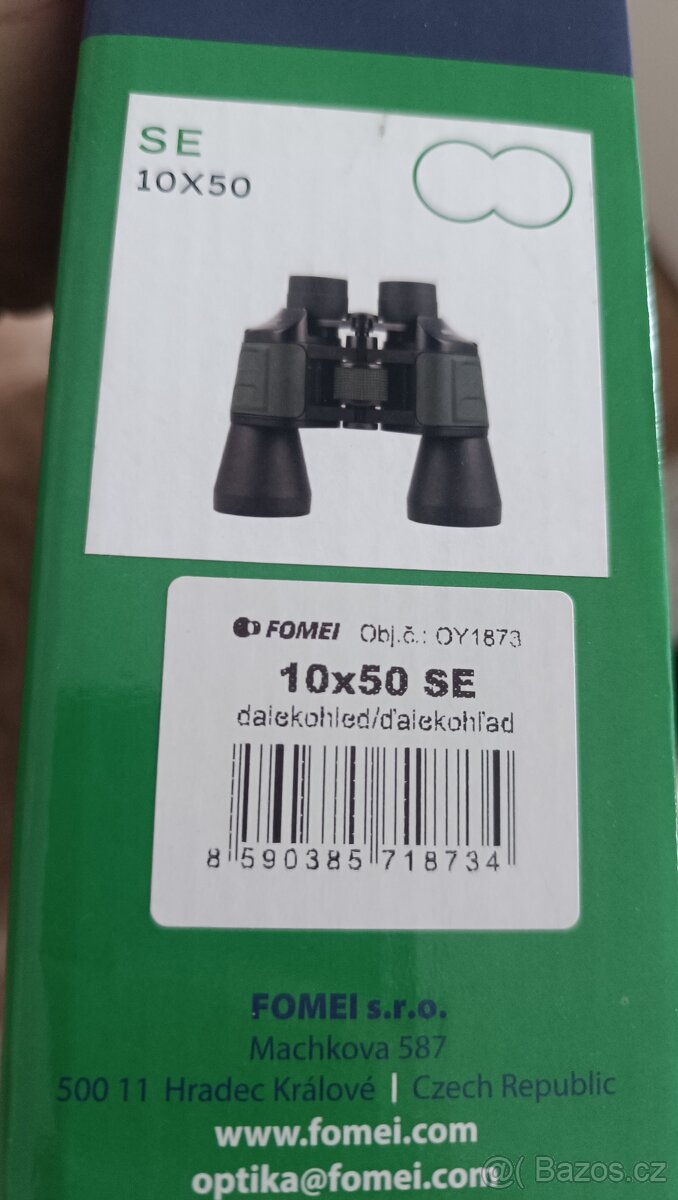 SE
10X50
FOMEI Obj.č.: OY1873
10x50 SE
dalekohled/ďalekohľad
8 590385 718734
FOMEI s.r.o.
Machkova 587
500 11 Hradec Králové | Czech Republic
www.fomei.com
optika@fomei.com
@( Bazos.cz